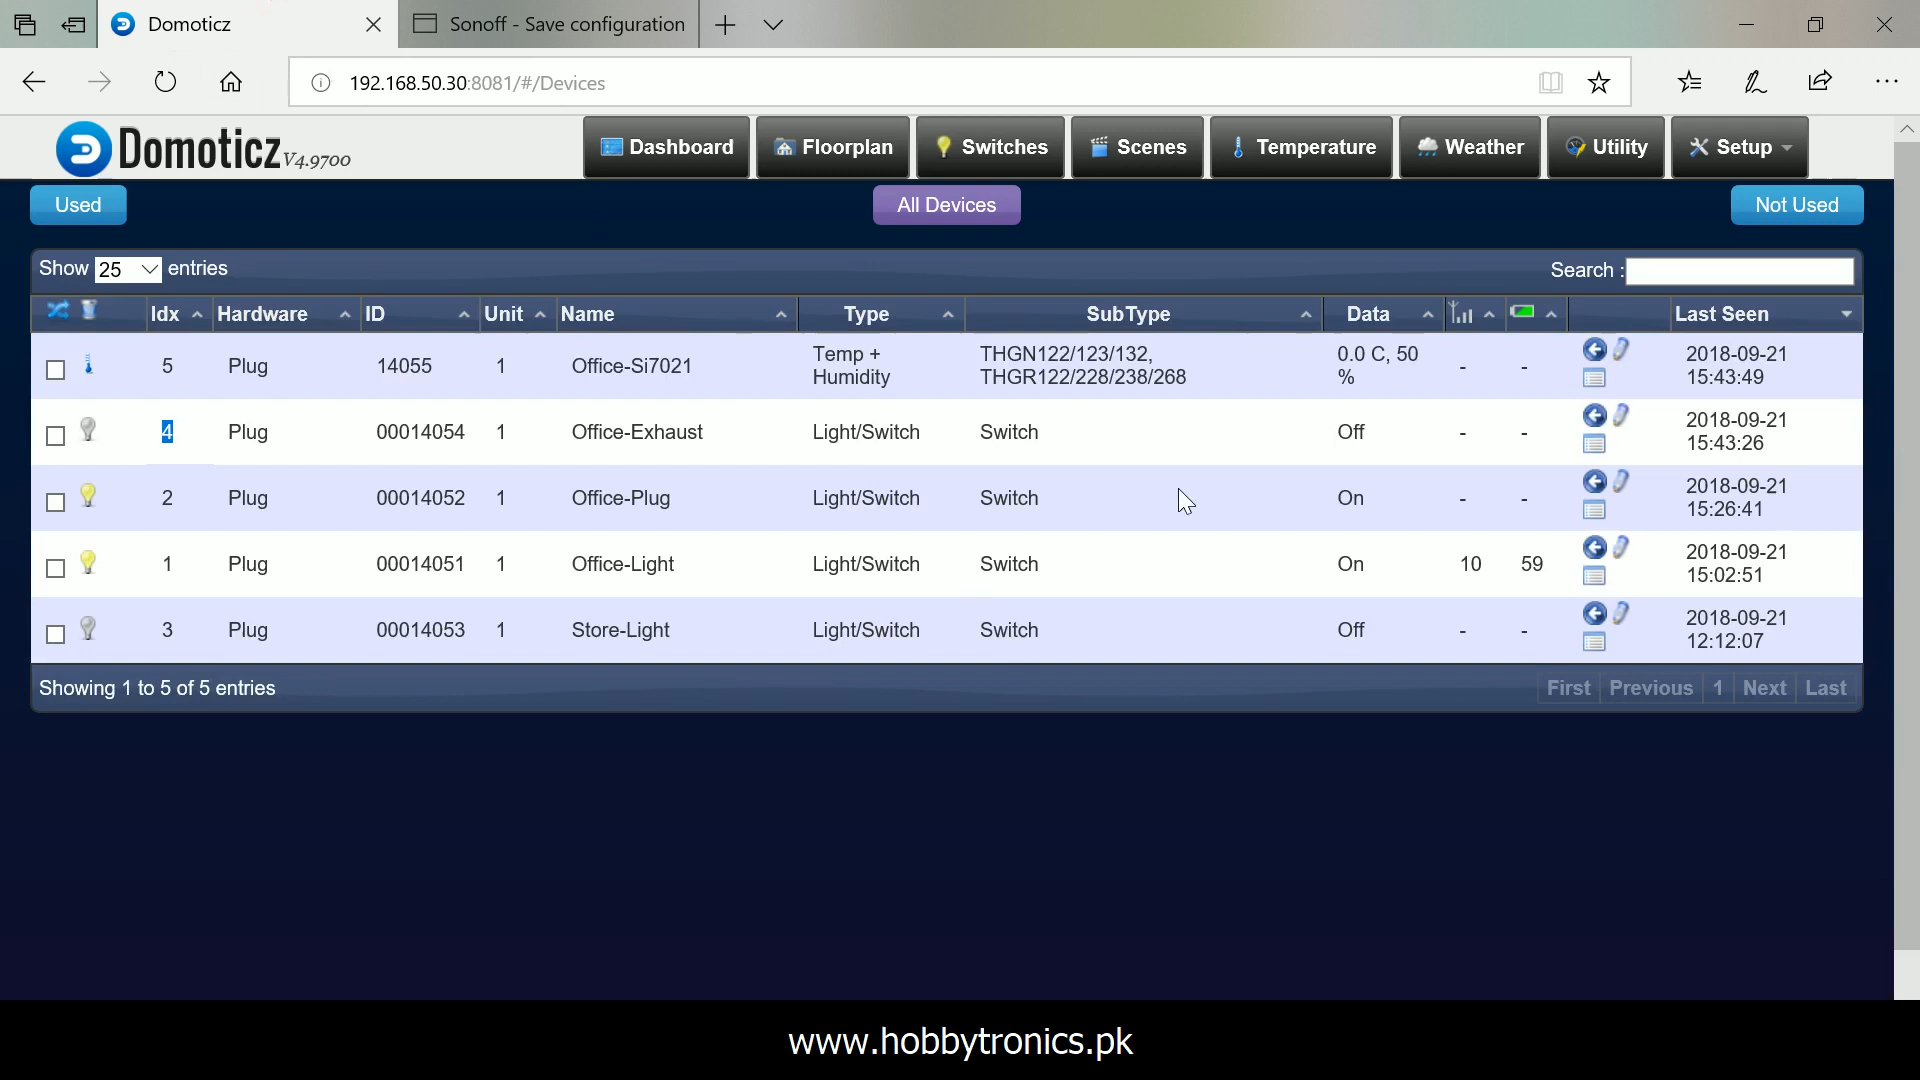 Domoticz
Sonoff - Save configuration
192.168.50.30:8081/#/Devices
Domoticz V4.9700
Dashboard
Floorplan
Switches
Scenes
Temperature
Weather
Utility
Setup
Used
All Devices
Not Used
Show 25 entries
Search :
Idx Hardware ID Unit Name Type SubType Data Last Seen
5 Plug 14055 1 Office-Si7021 Temp + Humidity THGN122/123/132, THGR122/228/238/268 0.0 C, 50 % - - 2018-09-21 15:43:49
4 Plug 00014054 1 Office-Exhaust Light/Switch Switch Off - - 2018-09-21 15:43:26
2 Plug 00014052 1 Office-Plug Light/Switch Switch On - - 2018-09-21 15:26:41
1 Plug 00014051 1 Office-Light Light/Switch Switch On 10 59 2018-09-21 15:02:51
3 Plug 00014053 1 Store-Light Light/Switch Switch Off - - 2018-09-21 12:12:07
Showing 1 to 5 of 5 entries
First Previous 1 Next Last
www.hobbytronics.pk